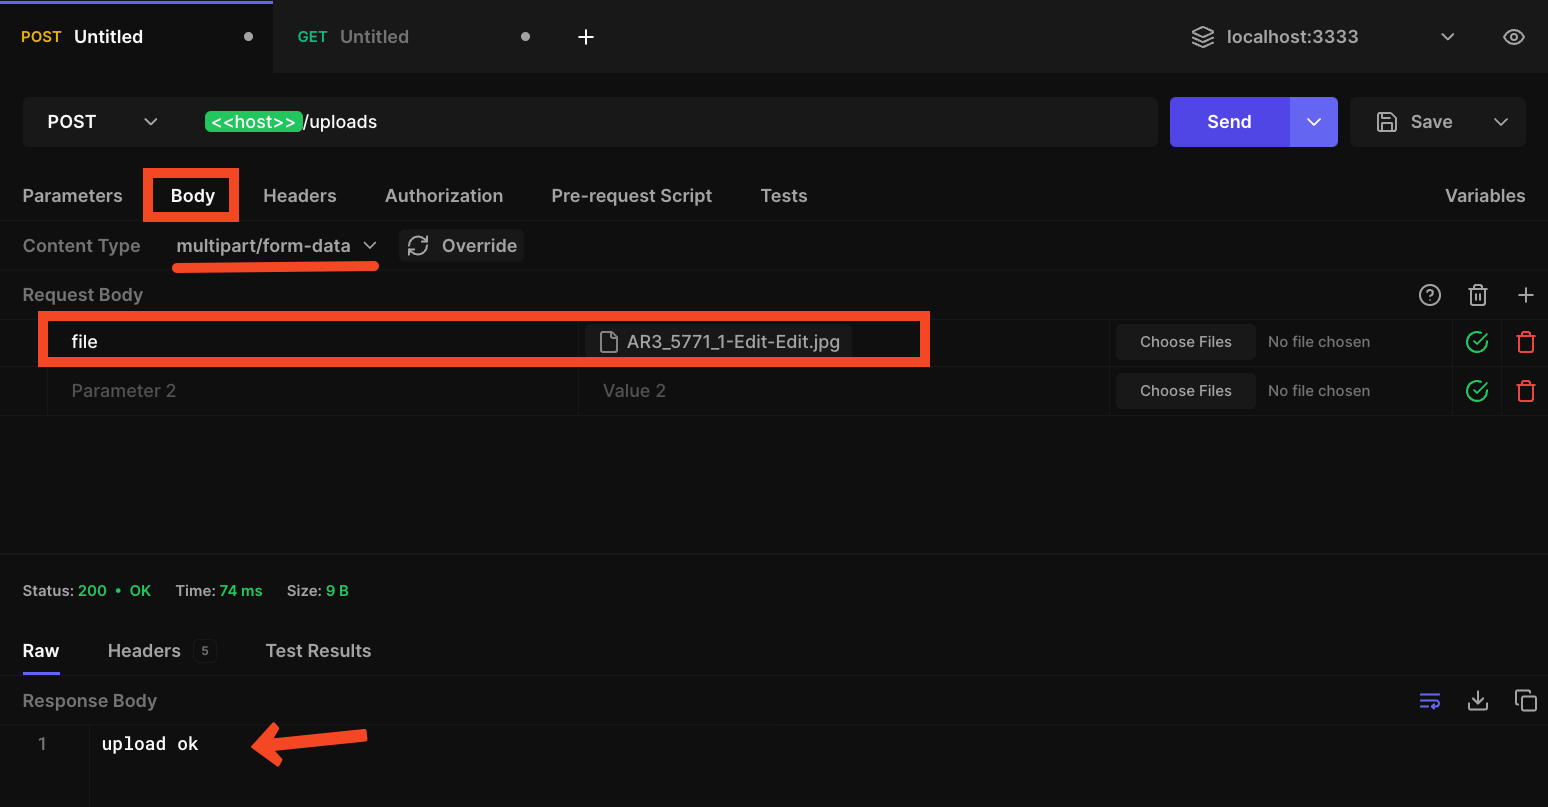 POST Untitled GET Untitled localhost:3333
POST <<host>>/uploads Send Save
Parameters Body Headers Authorization Pre-request Script Tests Variables
Content Type multipart/form-data Override
Request Body
file AR3_5771_1-Edit-Edit.jpg Choose Files No file chosen
Parameter 2 Value 2 Choose Files No file chosen
Status: 200 • OK Time: 74 ms Size: 9 B
Raw Headers 5 Test Results
Response Body
1 upload ok